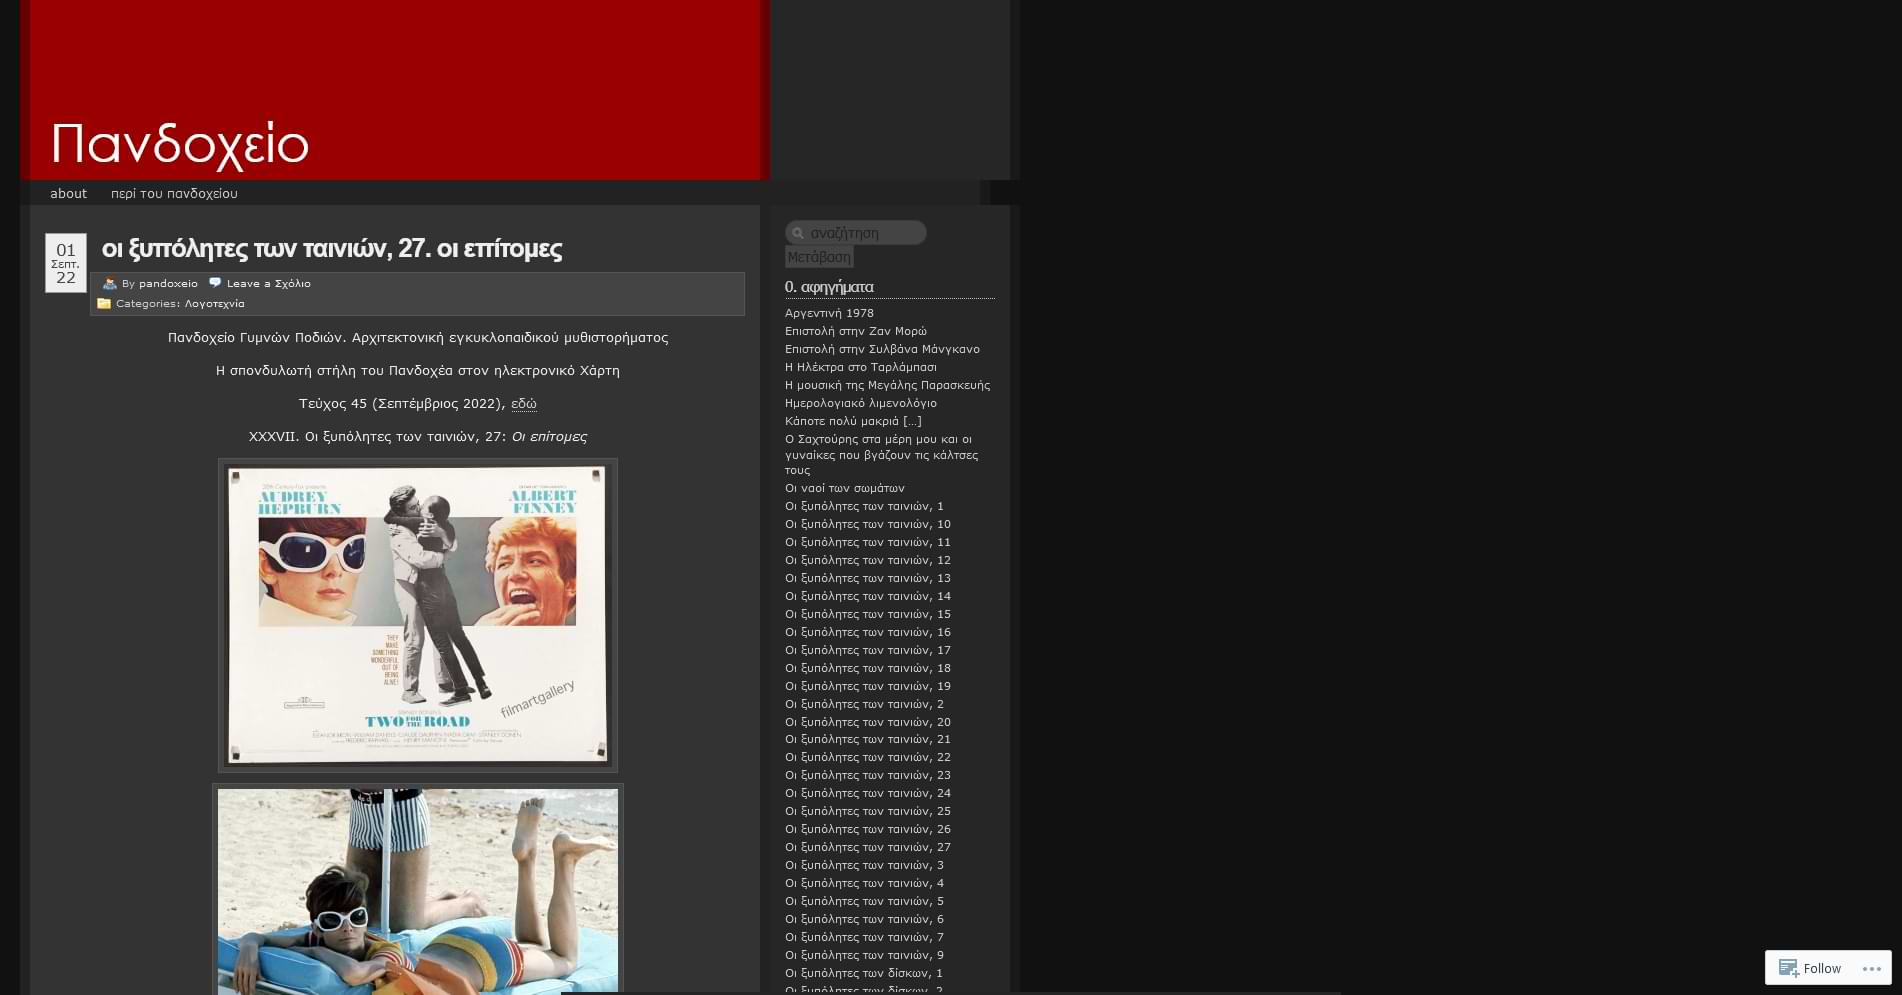 Πανδοχείο
about
περί του πανδοχείου
01
Σεπτ.
22
οι ξυπόλητες των ταινιών, 27. οι επίτομες
By pandoxeio Leave a Σχόλιο
Categories: Λογοτεχνία
Πανδοχείο Γυμνών Ποδιών. Αρχιτεκτονική εγκυκλοπαιδικού μυθιστορήματος
Η σπονδυλωτή στήλη του Πανδοχέα στον ηλεκτρονικό Χάρτη
Τεύχος 45 (Σεπτέμβριος 2022), εδώ
XXXVII. Οι ξυπόλητες των ταινιών, 27: Οι επίτομες
AUDREY
HEPBURN
ALBERT
FINNEY
THEY
MAKE
SOMETHING
WONDERFUL
OUT OF
BEING
ALIVE!
filmartgallery
TWO FOR THE ROAD
αναζήτηση
Μετάβαση
0. αφηγήματα
Αργεντινή 1978
Επιστολή στην Ζαν Μορώ
Επιστολή στην Συλβάνα Μάνγκανο
Η Ηλέκτρα στο Ταρλάμπασι
Η μουσική της Μεγάλης Παρασκευής
Ημερολογιακό λιμενολόγιο
Κάποτε πολύ μακριά […]
Ο Σαχτούρης στα μέρη μου και οι
γυναίκες που βγάζουν τις κάλτσες
τους
Οι ναοί των σωμάτων
Οι ξυπόλητες των ταινιών, 1
Οι ξυπόλητες των ταινιών, 10
Οι ξυπόλητες των ταινιών, 11
Οι ξυπόλητες των ταινιών, 12
Οι ξυπόλητες των ταινιών, 13
Οι ξυπόλητες των ταινιών, 14
Οι ξυπόλητες των ταινιών, 15
Οι ξυπόλητες των ταινιών, 16
Οι ξυπόλητες των ταινιών, 17
Οι ξυπόλητες των ταινιών, 18
Οι ξυπόλητες των ταινιών, 19
Οι ξυπόλητες των ταινιών, 2
Οι ξυπόλητες των ταινιών, 20
Οι ξυπόλητες των ταινιών, 21
Οι ξυπόλητες των ταινιών, 22
Οι ξυπόλητες των ταινιών, 23
Οι ξυπόλητες των ταινιών, 24
Οι ξυπόλητες των ταινιών, 25
Οι ξυπόλητες των ταινιών, 26
Οι ξυπόλητες των ταινιών, 27
Οι ξυπόλητες των ταινιών, 3
Οι ξυπόλητες των ταινιών, 4
Οι ξυπόλητες των ταινιών, 5
Οι ξυπόλητες των ταινιών, 6
Οι ξυπόλητες των ταινιών, 7
Οι ξυπόλητες των ταινιών, 9
Οι ξυπόλητες των δίσκων, 1
Οι ξυπόλητες των δίσκων, 2
Follow